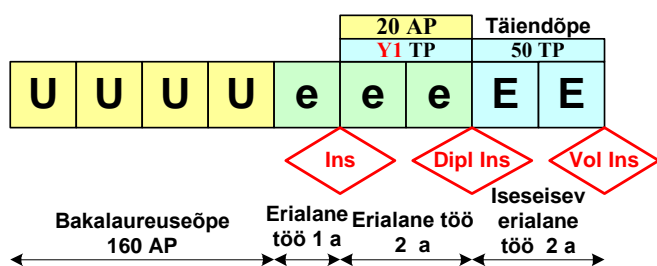 20 AP Täiendõpe
Y1 TP 50 TP
U U U U e e e E E
Ins Dipl Ins Vol Ins
Bakalaureuseõpe
160 AP
Erialane
töö 1 a
Erialane töö
2 a
Iseseisev
erialane
töö 2 a